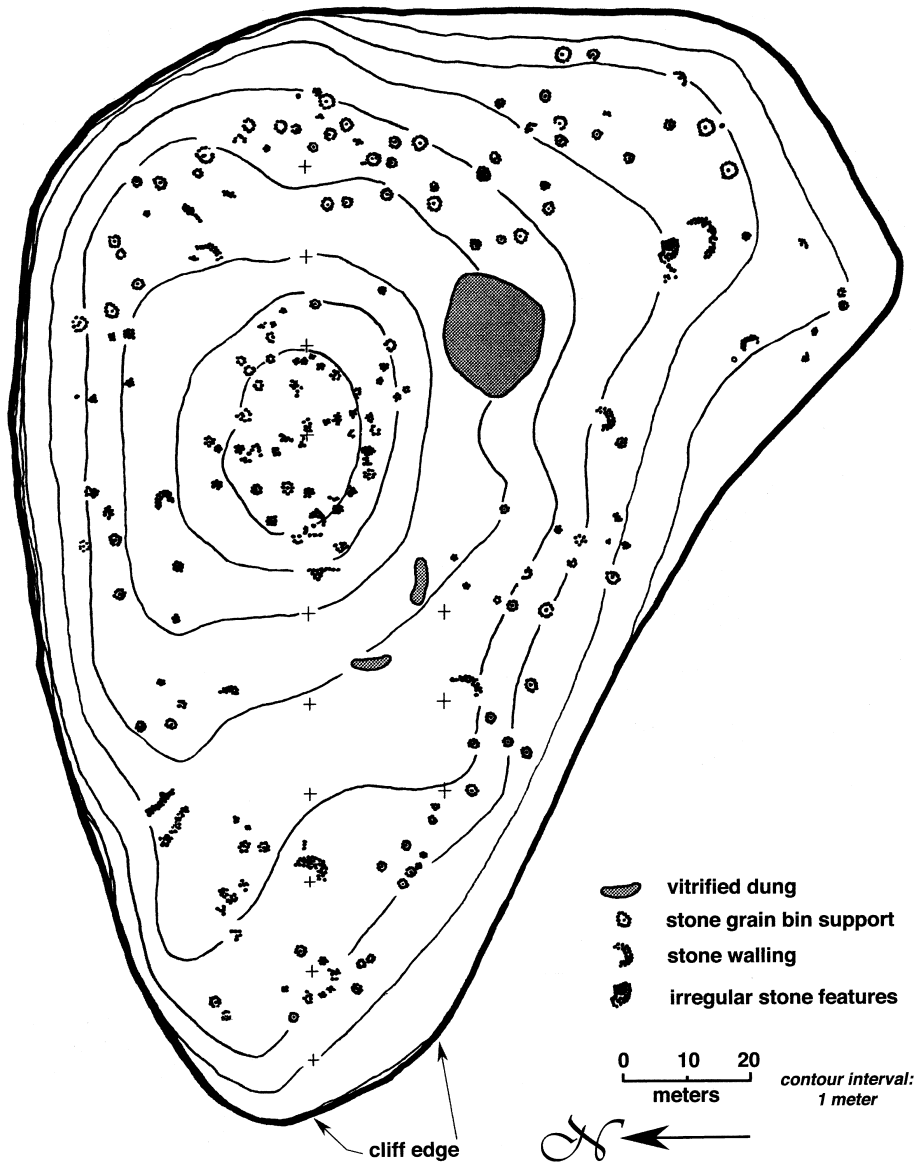 vitrified dung
stone grain bin support
stone walling
irregular stone features
0 10 20
meters
contour interval:
1 meter
N
cliff edge